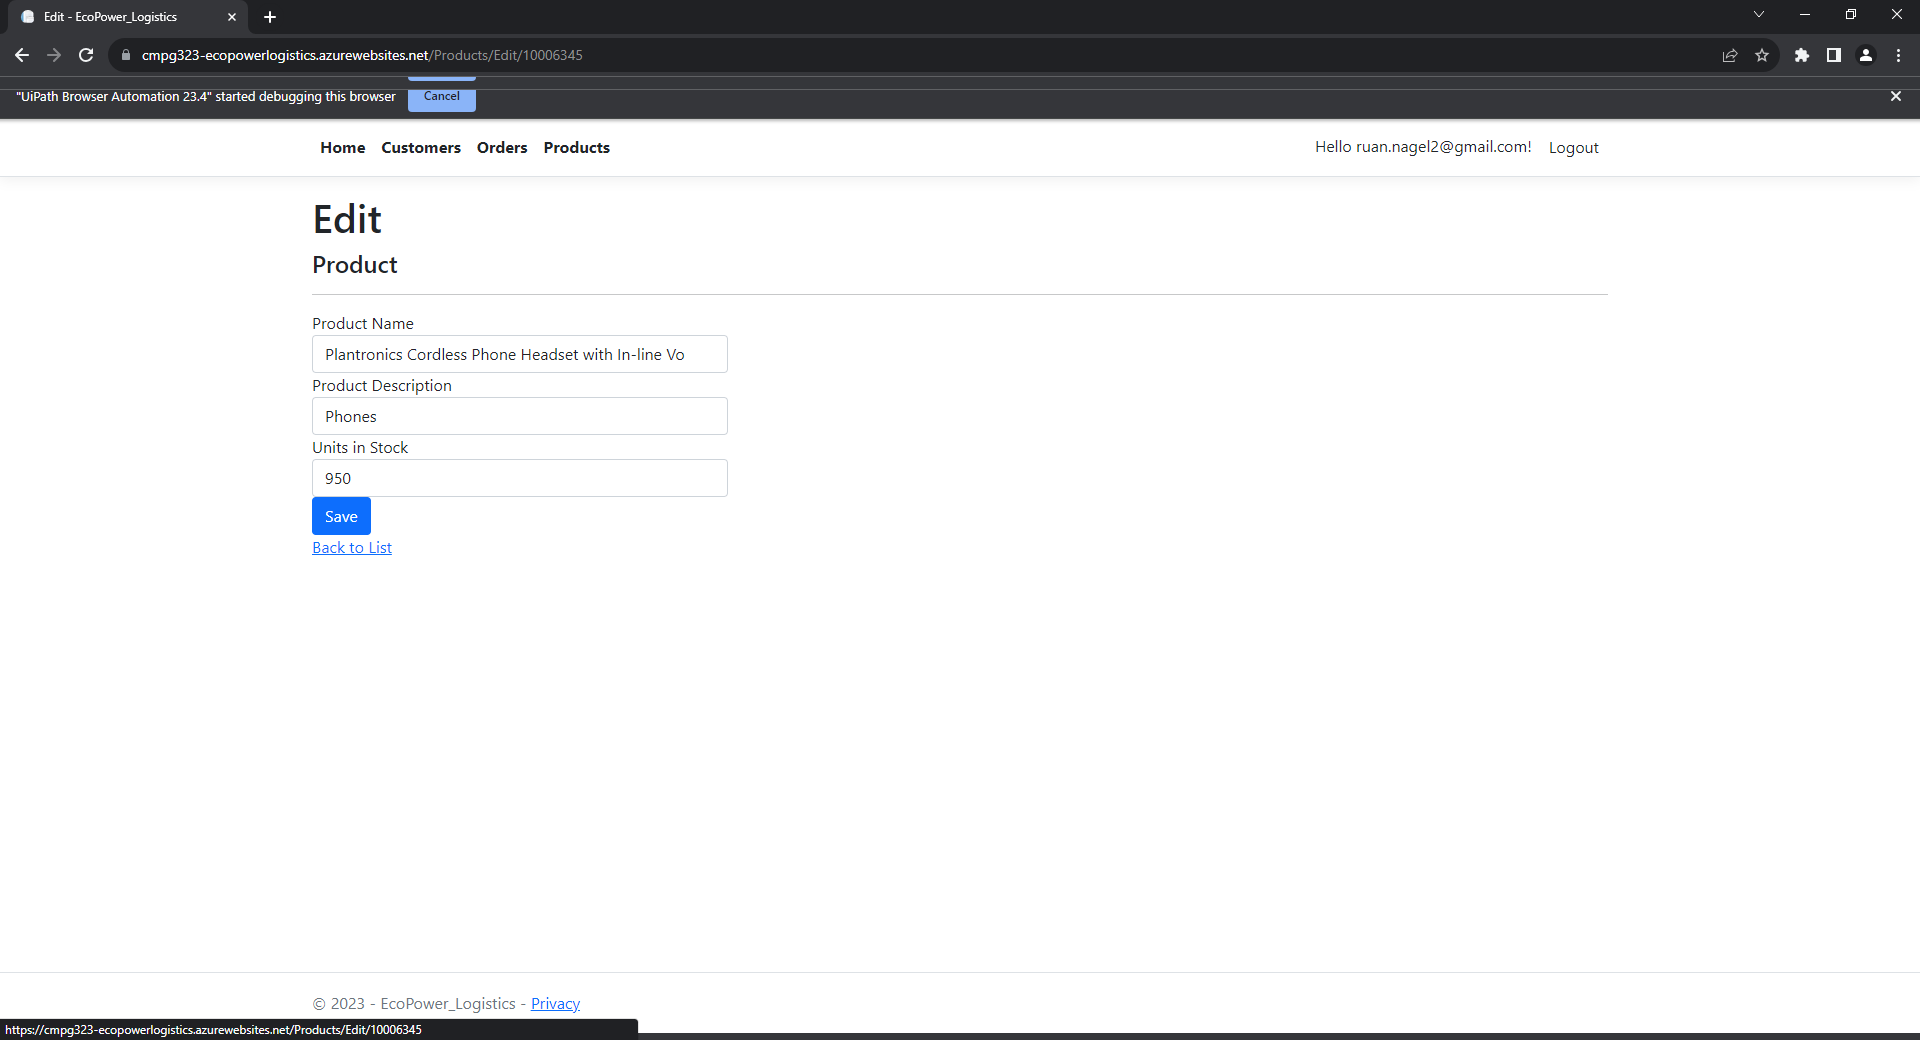 Edit - EcoPower_Logistics
cmpg323-ecopowerlogistics.azurewebsites.net/Products/Edit/10006345
"UiPath Browser Automation 23.4" started debugging this browser Cancel
Home Customers Orders Products Hello ruan.nagel2@gmail.com! Logout
Edit
Product
Product Name
Plantronics Cordless Phone Headset with In-line Vo
Product Description
Phones
Units in Stock
950
Save
Back to List
© 2023 - EcoPower_Logistics - Privacy
https://cmpg323-ecopowerlogistics.azurewebsites.net/Products/Edit/10006345